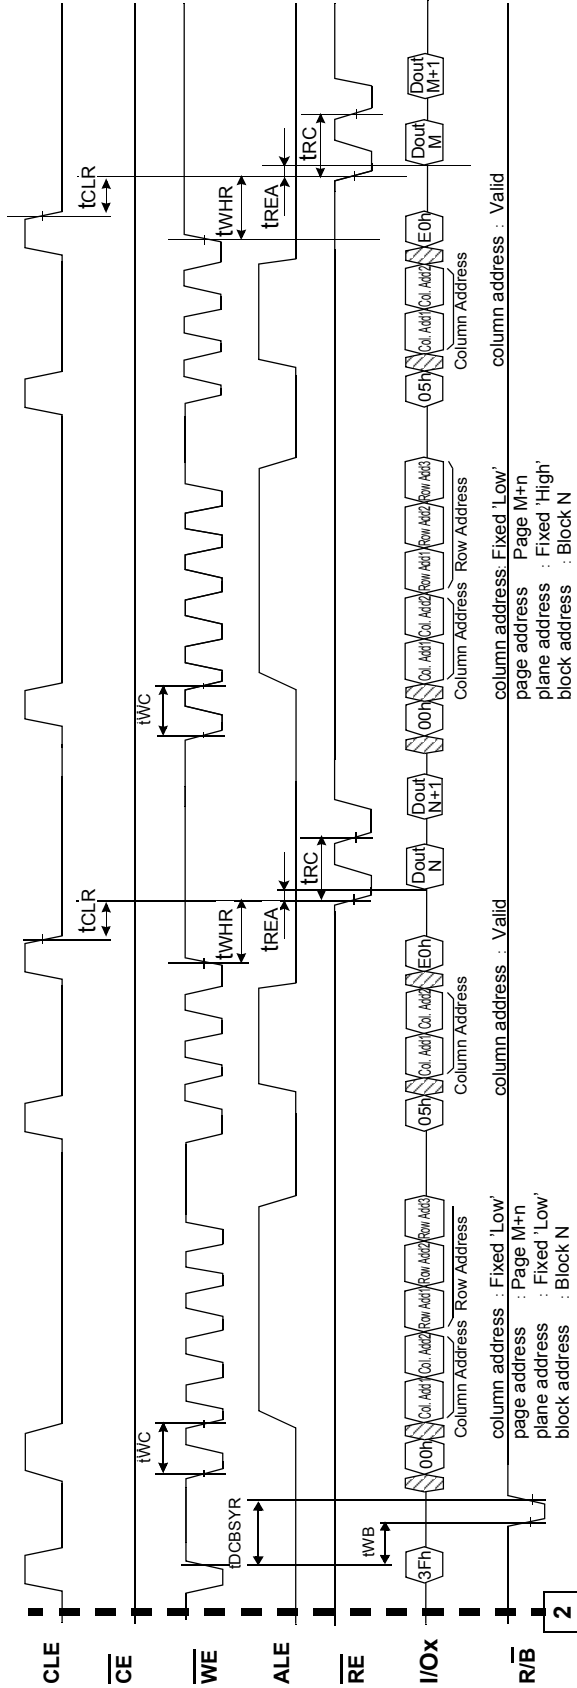 CLE
CE
WE
ALE
RE
I/Ox
R/B
2
tCLR
tCLR
tWC
tWC
tWHR
tWHR
tDCBSYR
tREA
tREA
tWB
tRC
tRC
3Fh
00h
Col. Add1
Col. Add2
Row Add1
Row Add2
Row Add3
05h
Col. Add1
Col. Add2
E0h
Dout
N
Dout
N+1
00h
Col. Add1
Col. Add2
Row Add1
Row Add2
Row Add3
05h
Col. Add1
Col. Add2
E0h
Dout
M
Dout
M+1
Column Address Row Address
Column Address
Column Address Row Address
Column Address
column address : Fixed 'Low'
page address : Page M+n
plane address : Fixed 'Low'
block address : Block N
column address : Valid
column address: Fixed 'Low'
page address : Page M+n
plane address : Fixed 'High'
block address : Block N
column address : Valid